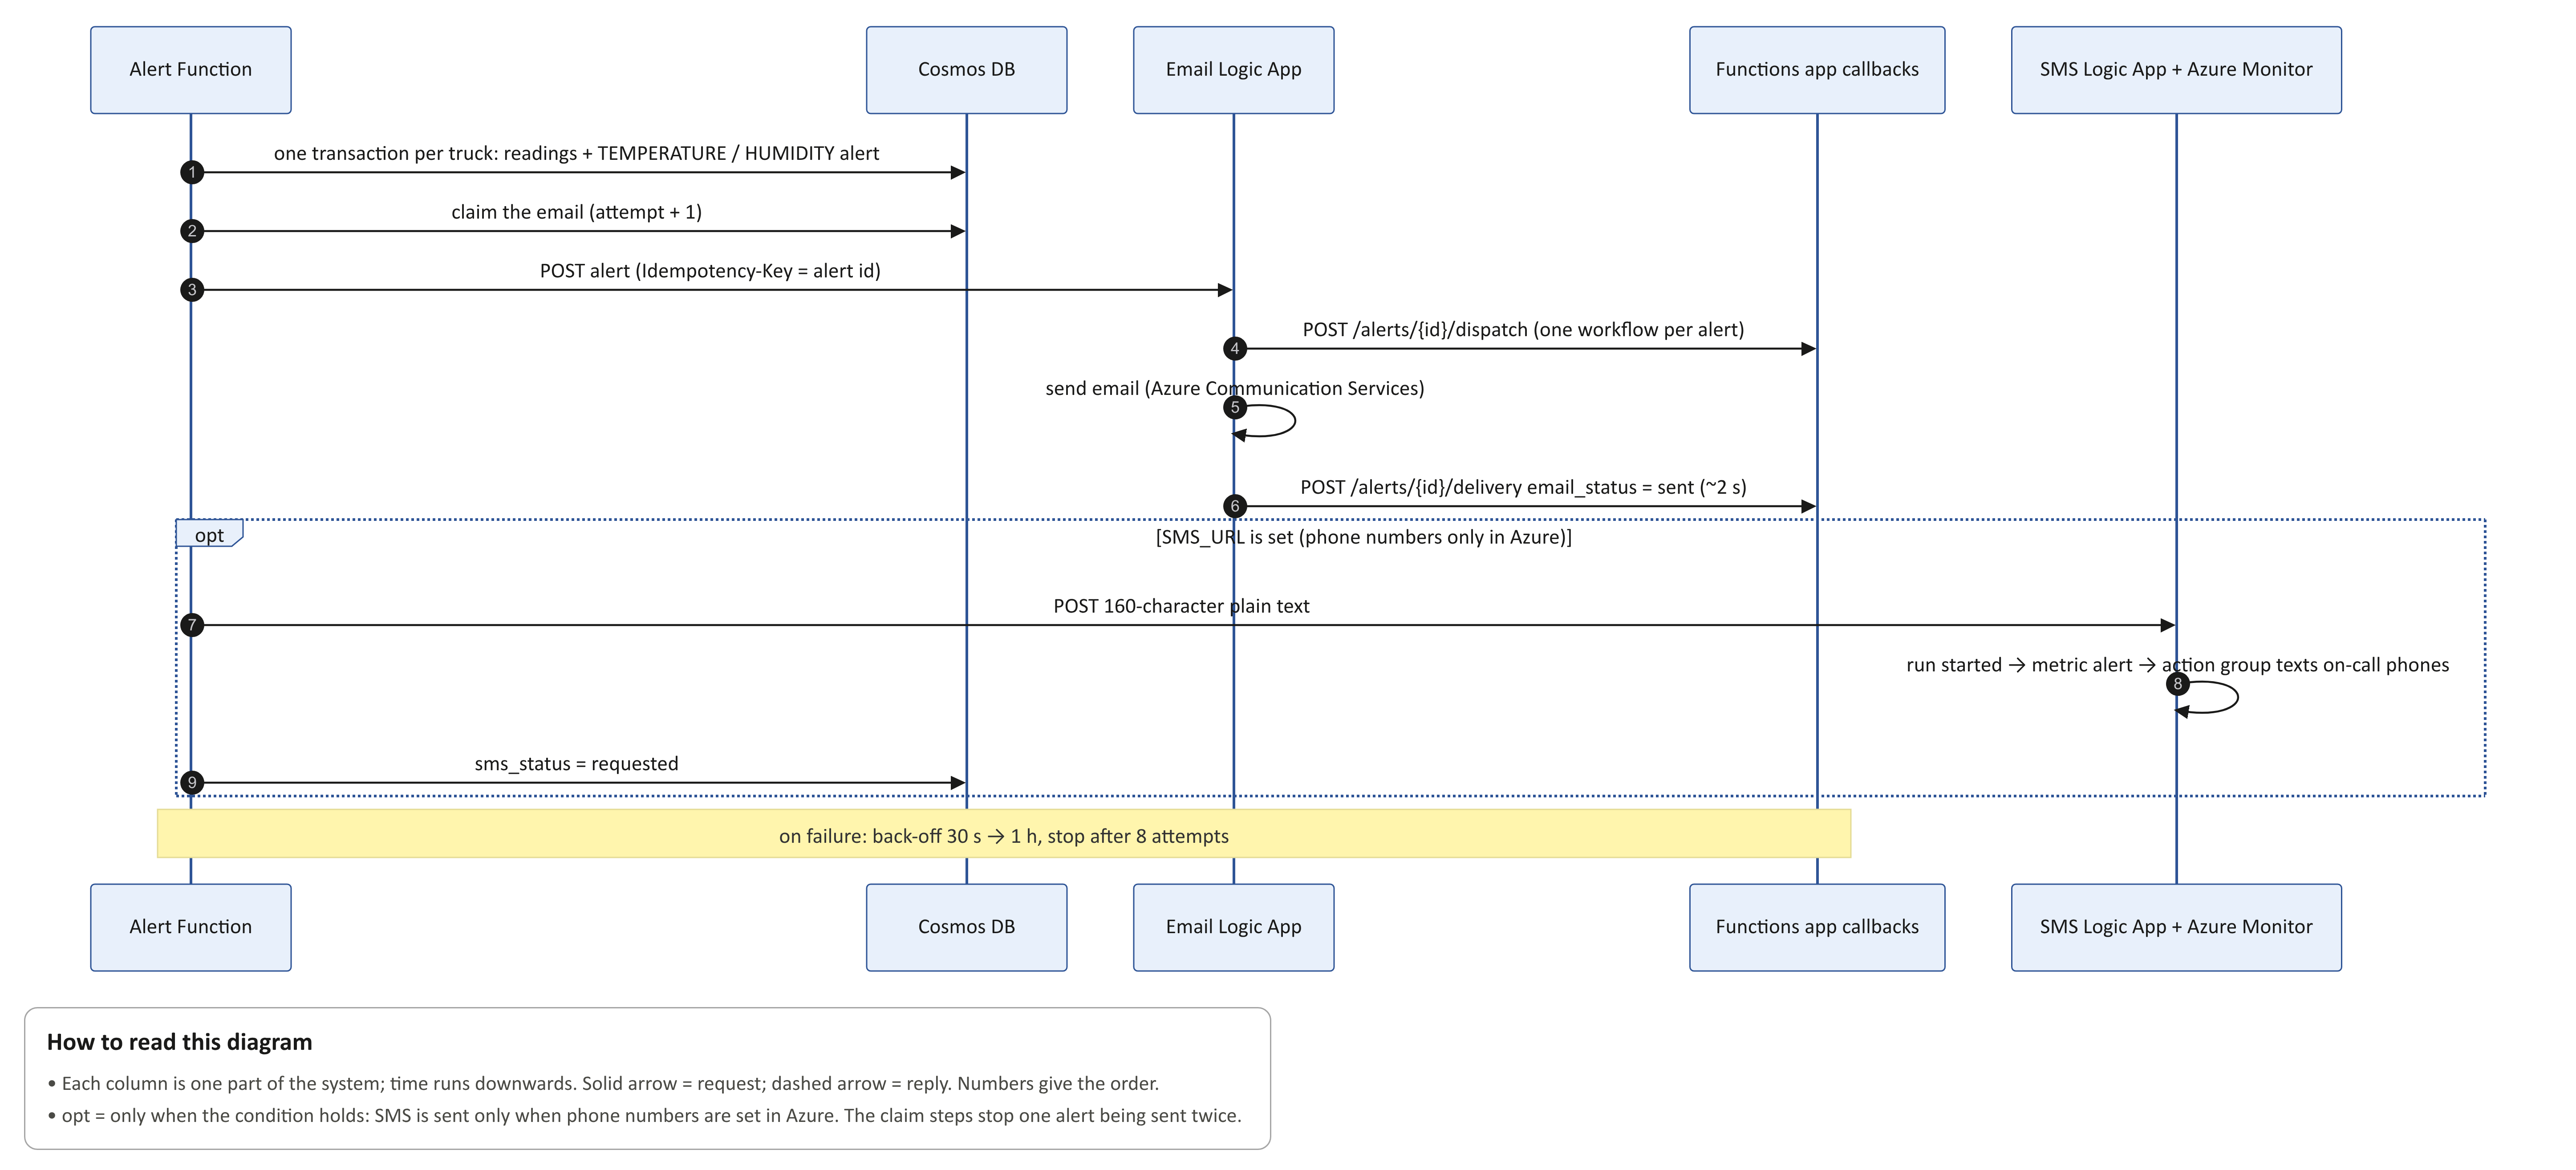 Alert Function
Cosmos DB
Email Logic App
Functions app callbacks
SMS Logic App + Azure Monitor
one transaction per truck: readings + TEMPERATURE / HUMIDITY alert
1
claim the email (attempt + 1)
2
POST alert (Idempotency-Key = alert id)
3
POST /alerts/{id}/dispatch (one workflow per alert)
4
send email (Azure Communication Services)
5
POST /alerts/{id}/delivery email_status = sent (~2 s)
6
opt
[SMS_URL is set (phone numbers only in Azure)]
POST 160-character plain text
7
run started → metric alert → action group texts on-call phones
8
sms_status = requested
9
on failure: back-off 30 s → 1 h, stop after 8 attempts
Alert Function
Cosmos DB
Email Logic App
Functions app callbacks
SMS Logic App + Azure Monitor
How to read this diagram
• Each column is one part of the system; time runs downwards. Solid arrow = request; dashed arrow = reply. Numbers give the order.
• opt = only when the condition holds: SMS is sent only when phone numbers are set in Azure. The claim steps stop one alert being sent twice.